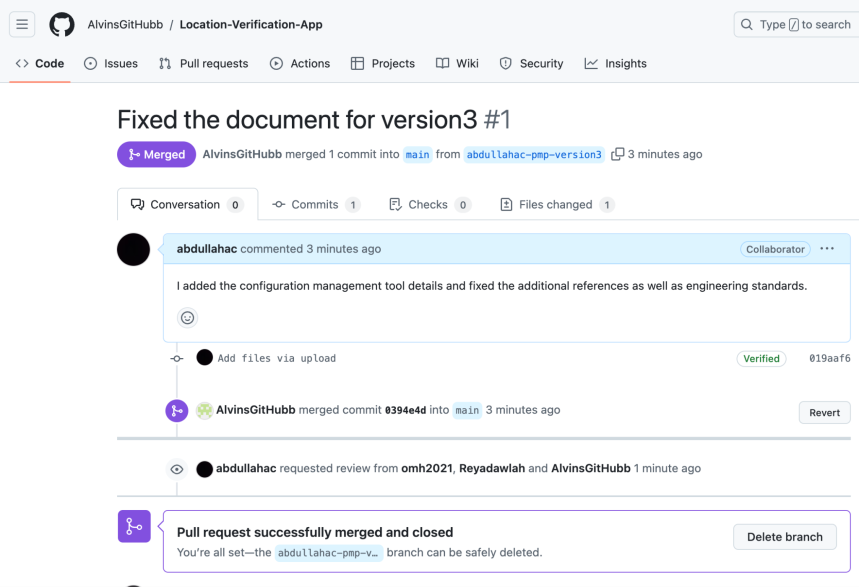 AlvinsGitHubb / Location-Verification-App
Type / to search
Code Issues Pull requests Actions Projects Wiki Security Insights
Fixed the document for version3 #1
Merged AlvinsGitHubb merged 1 commit into main from abdullahac-pmp-version3 3 minutes ago
Conversation 0 Commits 1 Checks 0 Files changed 1
abdullahac commented 3 minutes ago Collaborator ...
I added the configuration management tool details and fixed the additional references as well as engineering standards.
Add files via upload Verified 019aaf6
AlvinsGitHubb merged commit 0394e4d into main 3 minutes ago Revert
abdullahac requested review from omh2021, Reyadawlah and AlvinsGitHubb 1 minute ago
Pull request successfully merged and closed
Delete branch
You're all set—the abdullahac-pmp-v… branch can be safely deleted.